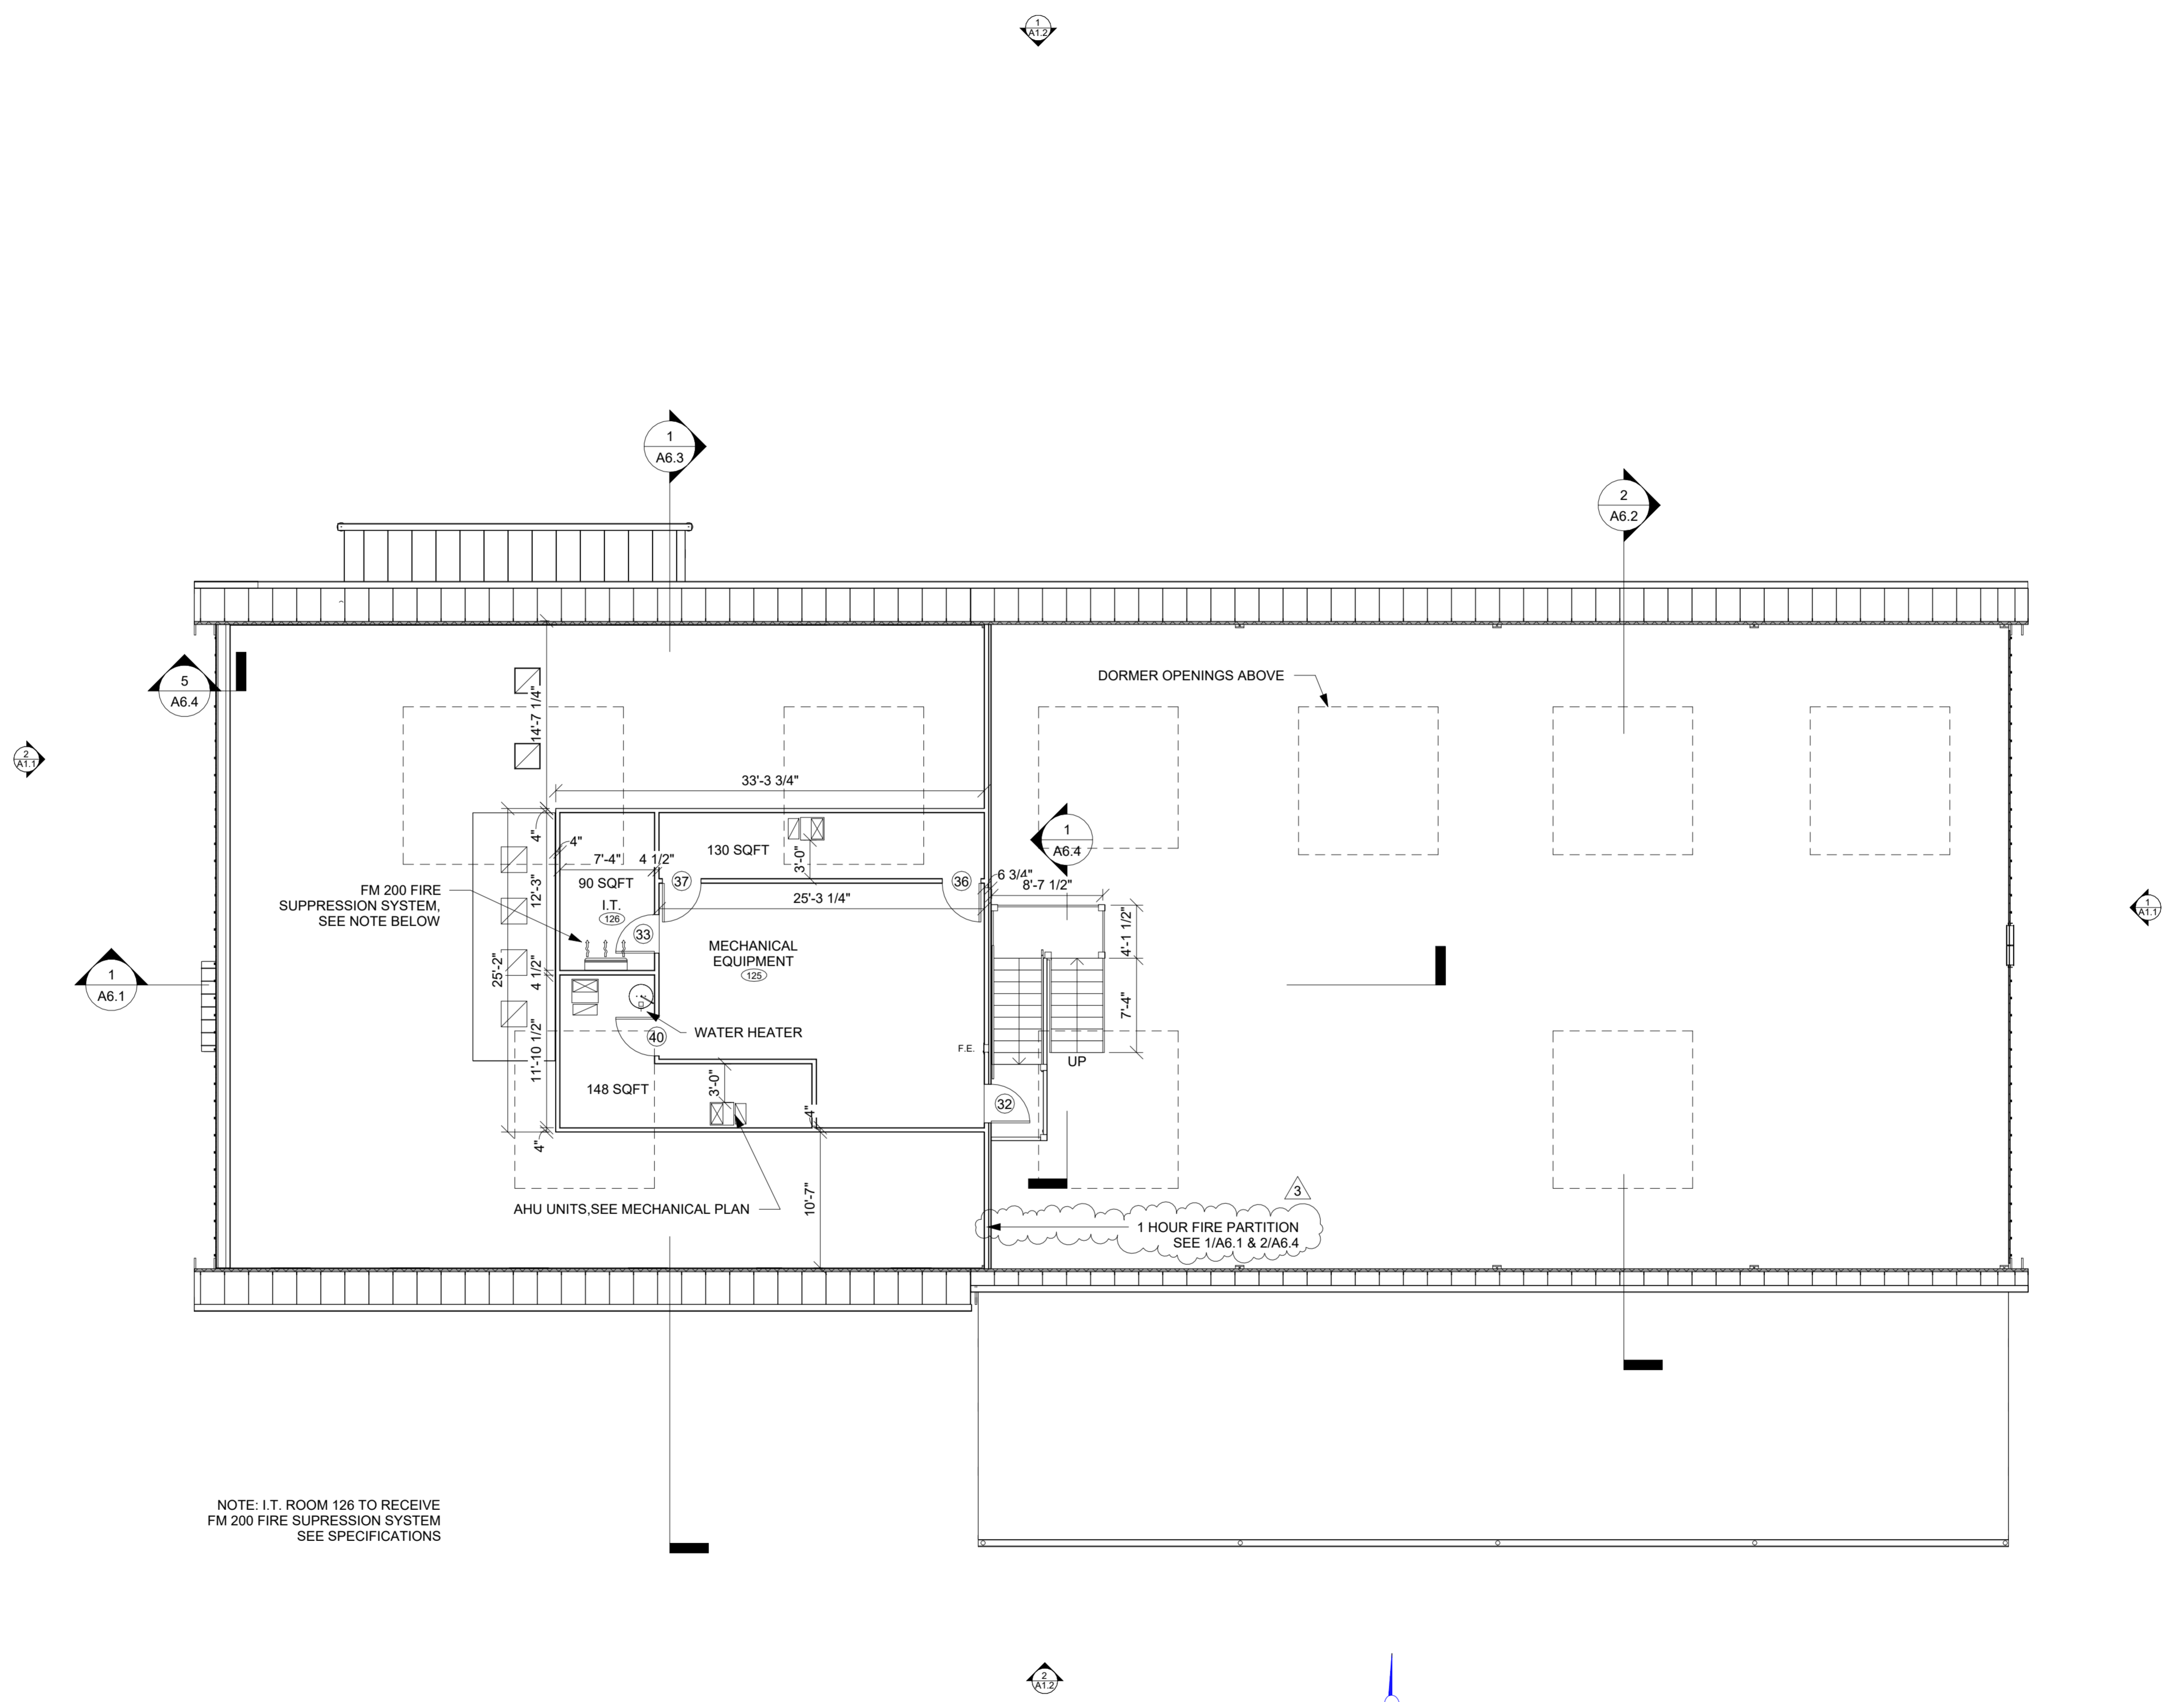 1
A1.2
1
A6.3
2
A6.2
DORMER OPENINGS ABOVE
5
A6.4
14'-7 1/4"
2
A1.1
33'-3 3/4"
4"
4"
130 SQFT
3'-0"
1
A6.4
7'-4"
4 1/2"
90 SQFT
37
36
6 3/4"
8'-7 1/2"
FM 200 FIRE
SUPPRESSION SYSTEM,
SEE NOTE BELOW
12'-3"
I.T.
126
25'-3 1/4"
1
A1.1
33
4'-1 1/2"
MECHANICAL
EQUIPMENT
125
25'-2"
4 1/2"
1
A6.1
7'-4"
WATER HEATER
40
F.E.
UP
11'-10 1/2"
148 SQFT
3'-0"
4"
32
4"
10'-7"
AHU UNITS,SEE MECHANICAL PLAN
3
1 HOUR FIRE PARTITION
SEE 1/A6.1 & 2/A6.4
NOTE: I.T. ROOM 126 TO RECEIVE
FM 200 FIRE SUPRESSION SYSTEM
SEE SPECIFICATIONS
2
A1.2